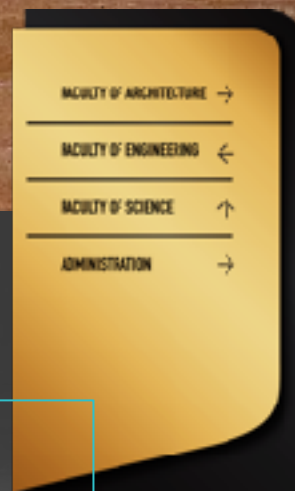 FACULTY OF ARCHITECTURE →
FACULTY OF ENGINEERING ←
FACULTY OF SCIENCE ↑
ADMINISTRATION →